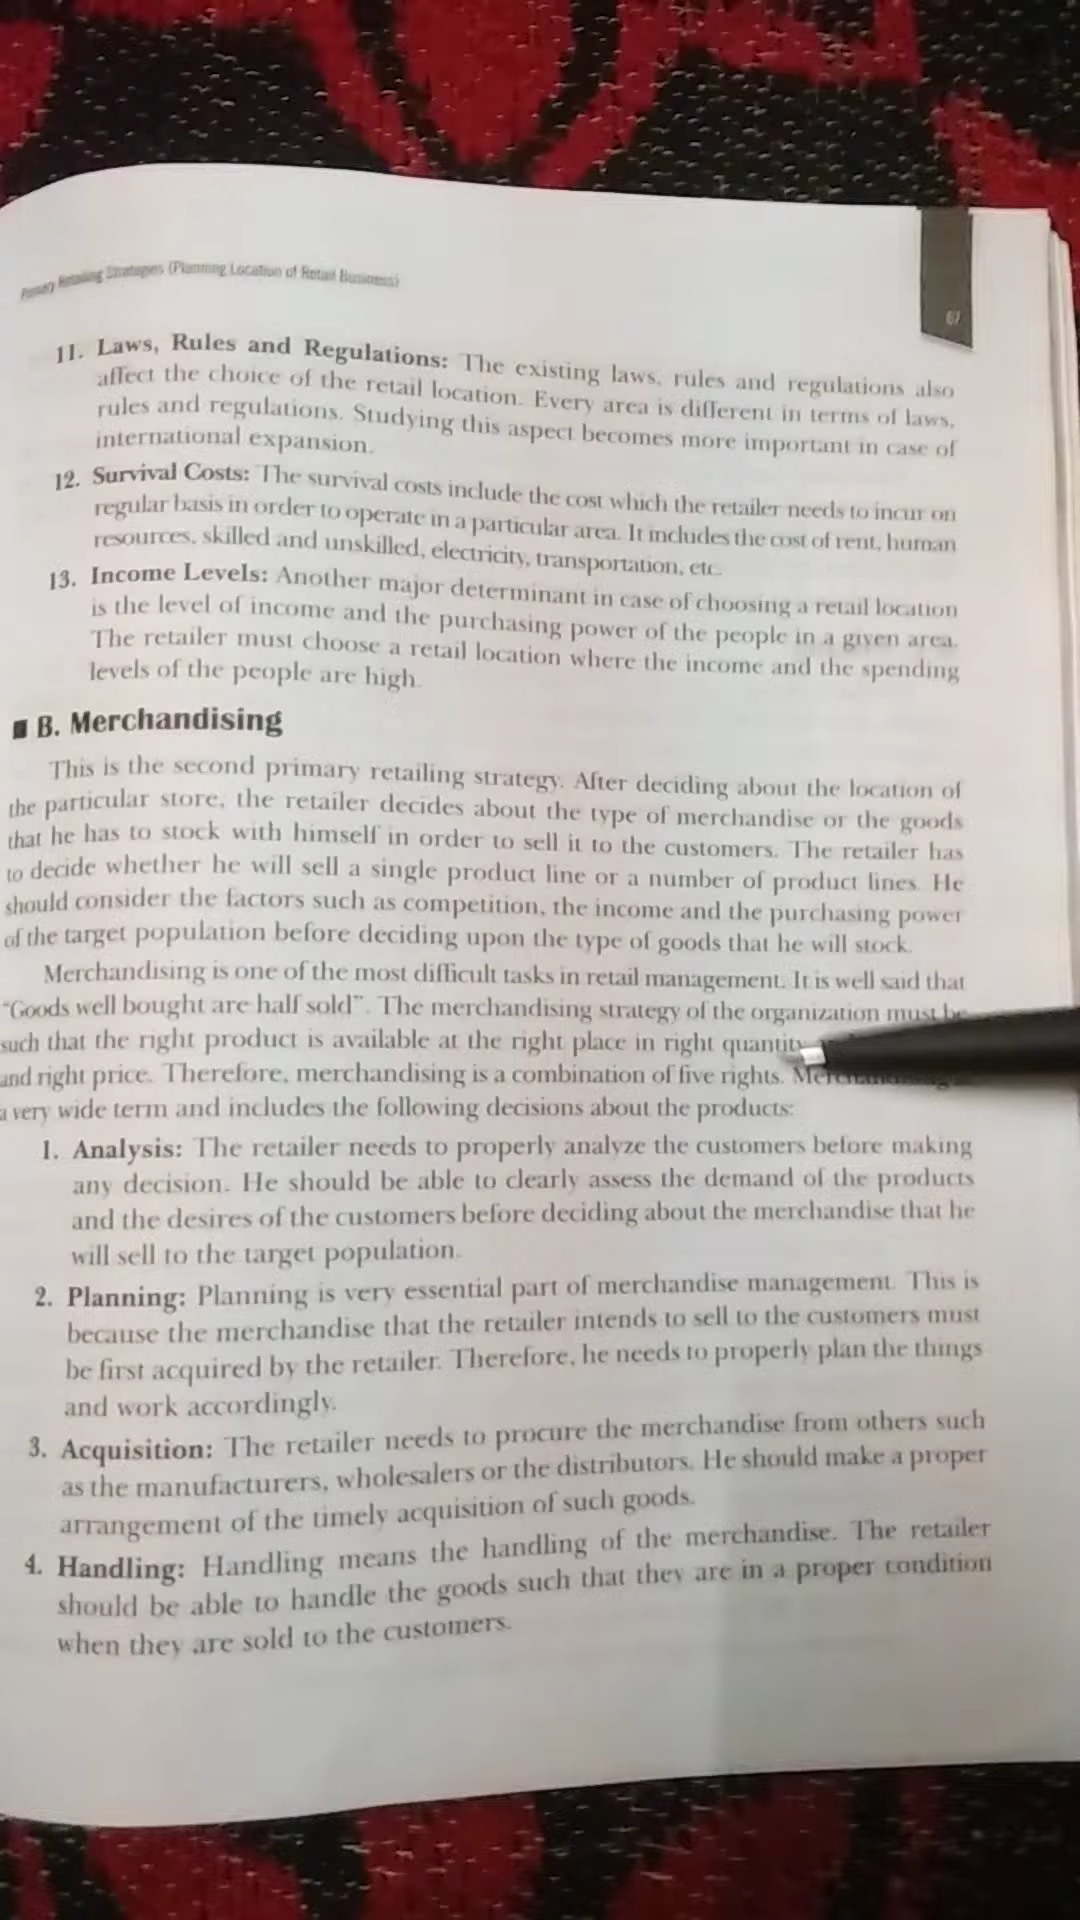 Primary Retailing Strategies (Planning Location of Retail Business)
67
11. Laws, Rules and Regulations: The existing laws, rules and regulations also
affect the choice of the retail location. Every area is different in terms of laws,
rules and regulations. Studying this aspect becomes more important in case of
international expansion.
12. Survival Costs: The survival costs include the cost which the retailer needs to incur on
regular basis in order to operate in a particular area. It includes the cost of rent, human
resources, skilled and unskilled, electricity, transportation, etc.
13. Income Levels: Another major determinant in case of choosing a retail location
is the level of income and the purchasing power of the people in a given area.
The retailer must choose a retail location where the income and the spending
levels of the people are high.
B. Merchandising
This is the second primary retailing strategy. After deciding about the location of
the particular store, the retailer decides about the type of merchandise or the goods
that he has to stock with himself in order to sell it to the customers. The retailer has
to decide whether he will sell a single product line or a number of product lines. He
should consider the factors such as competition, the income and the purchasing power
of the target population before deciding upon the type of goods that he will stock.
Merchandising is one of the most difficult tasks in retail management. It is well said that
“Goods well bought are half sold”. The merchandising strategy of the organization must be
such that the right product is available at the right place in right quantity
and right price. Therefore, merchandising is a combination of five rights.
a very wide term and includes the following decisions about the products:
1. Analysis: The retailer needs to properly analyze the customers before making
any decision. He should be able to clearly assess the demand of the products
and the desires of the customers before deciding about the merchandise that he
will sell to the target population.
2. Planning: Planning is very essential part of merchandise management. This is
because the merchandise that the retailer intends to sell to the customers must
be first acquired by the retailer. Therefore, he needs to properly plan the things
and work accordingly.
3. Acquisition: The retailer needs to procure the merchandise from others such
as the manufacturers, wholesalers or the distributors. He should make a proper
arrangement of the timely acquisition of such goods.
4. Handling: Handling means the handling of the merchandise. The retailer
should be able to handle the goods such that they are in a proper condition
when they are sold to the customers.